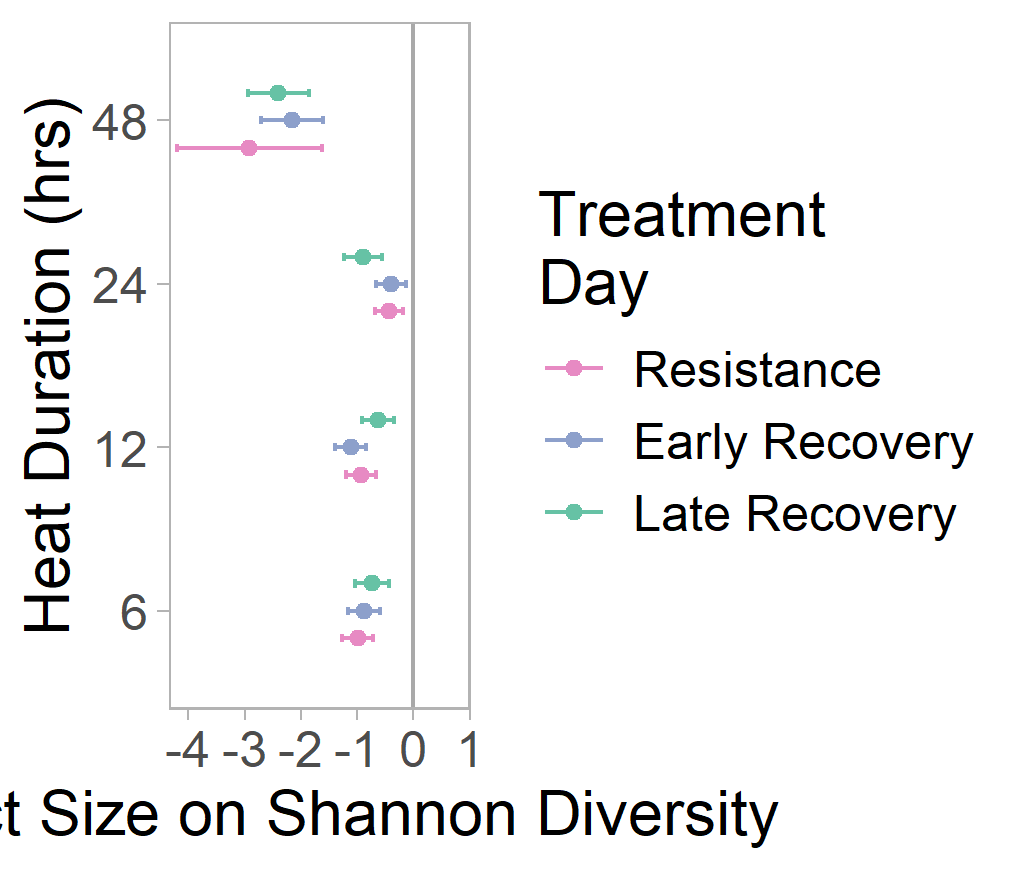 Heat Duration (hrs)
48
24
12
6
-4 -3 -2 -1 0 1
Size on Shannon Diversity
Treatment
Day
Resistance
Early Recovery
Late Recovery